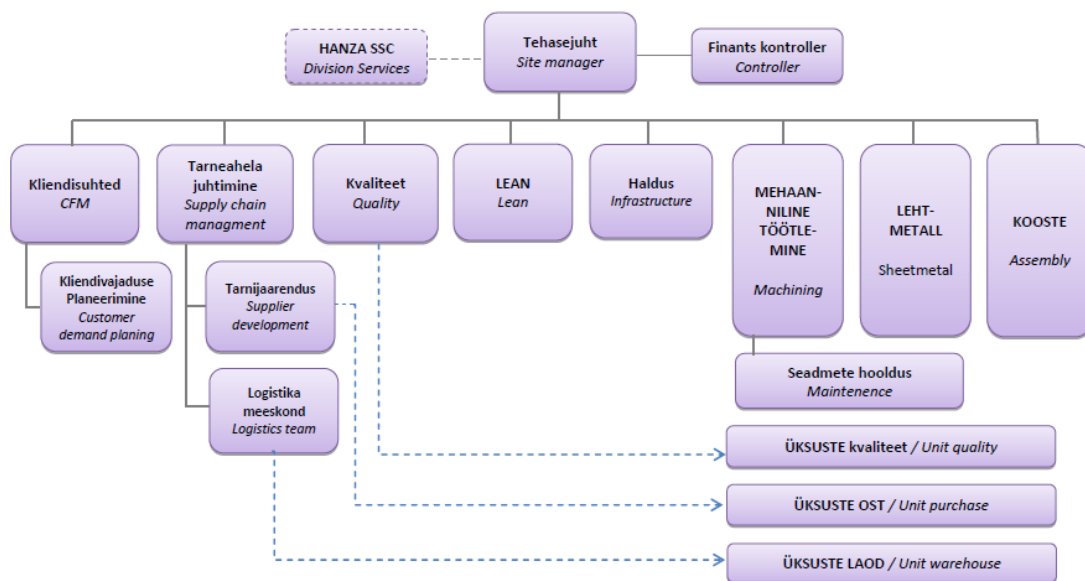 HANZA SSC
Division Services
Tehasejuht
Site manager
Finants kontroller
Controller
Kliendisuhted
CFM
Tarneahela
juhtimine
Supply chain
managment
Kvaliteet
Quality
LEAN
Lean
Haldus
Infrastructure
MEHAAN-
NILINE
TÖÖTLE-
MINE
Machining
LEHT-
METALL
Sheetmetal
KOOSTE
Assembly
Kliendivajaduse
Planeerimine
Customer
demand planing
Tarnijaarendus
Supplier
development
Logistika
meeskond
Logistics team
Seadmete hooldus
Maintenence
ÜKSUSTE kvaliteet / Unit quality
ÜKSUSTE OST / Unit purchase
ÜKSUSTE LAOD / Unit warehouse